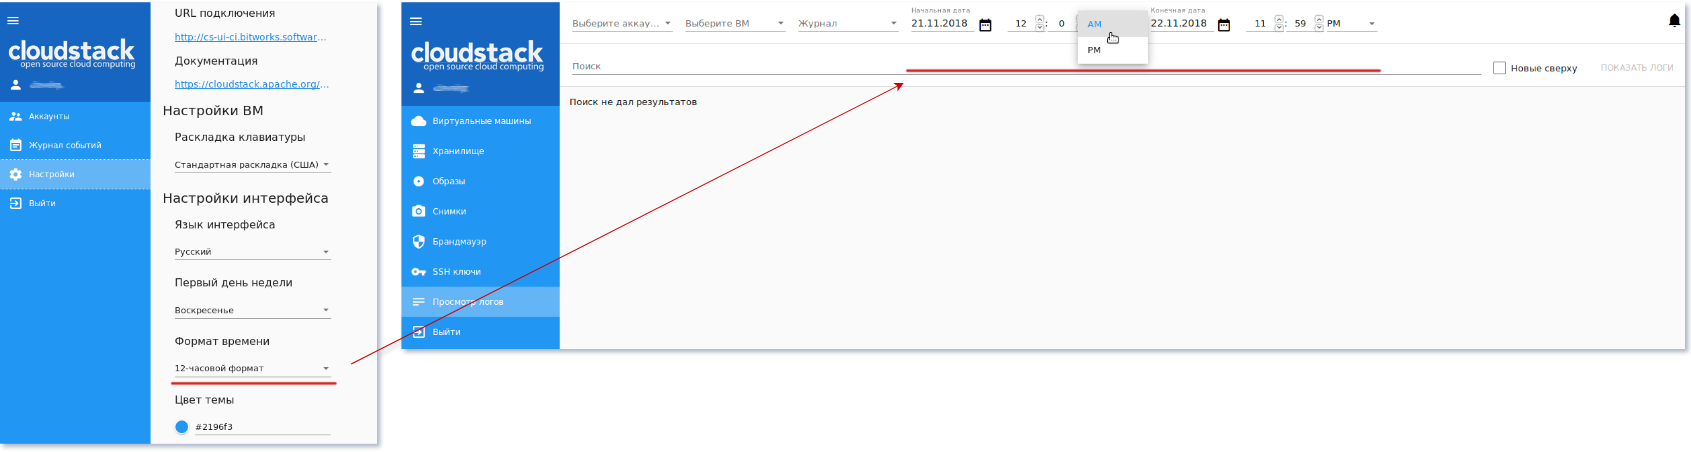 cloudstack
open source cloud computing
Аккаунты
Журнал событий
Настройки
Выйти
URL подключения
http://cs-ui-ci.bitworks.softwar...
Документация
https://cloudstack.apache.org/...
Настройки ВМ
Раскладка клавиатуры
Стандартная раскладка (США)
Настройки интерфейса
Язык интерфейса
Русский
Первый день недели
Воскресенье
Формат времени
12-часовой формат
Цвет темы
#2196f3
cloudstack
open source cloud computing
Виртуальные машины
Хранилище
Образы
Снимки
Брандмауэр
SSH ключи
Просмотр логов
Выйти
Выберите аккау... Выберите ВМ Журнал Начальная дата 21.11.2018 12 : 0 AM PM Конечная дата 22.11.2018 11 : 59 PM
Поиск Новые сверху ПОКАЗАТЬ ЛОГИ
Поиск не дал результатов